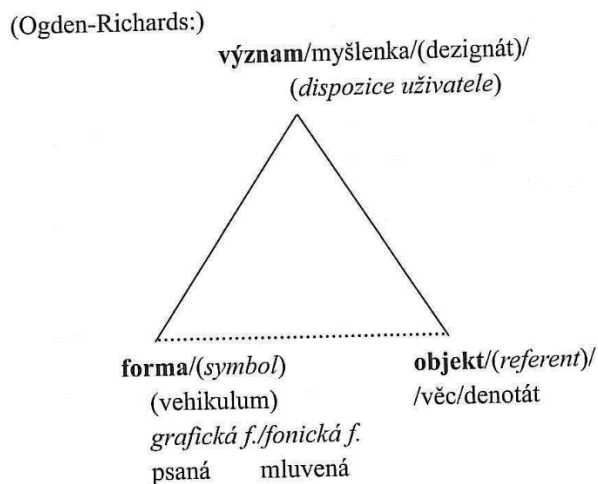 (Ogden-Richards:)
význam/myšlenka/(dezignát)/
(dispozice uživatele)
forma/(symbol)
(vehikulum)
grafická f./fonická f.
psaná mluvená
objekt/(referent)/
/věc/denotát